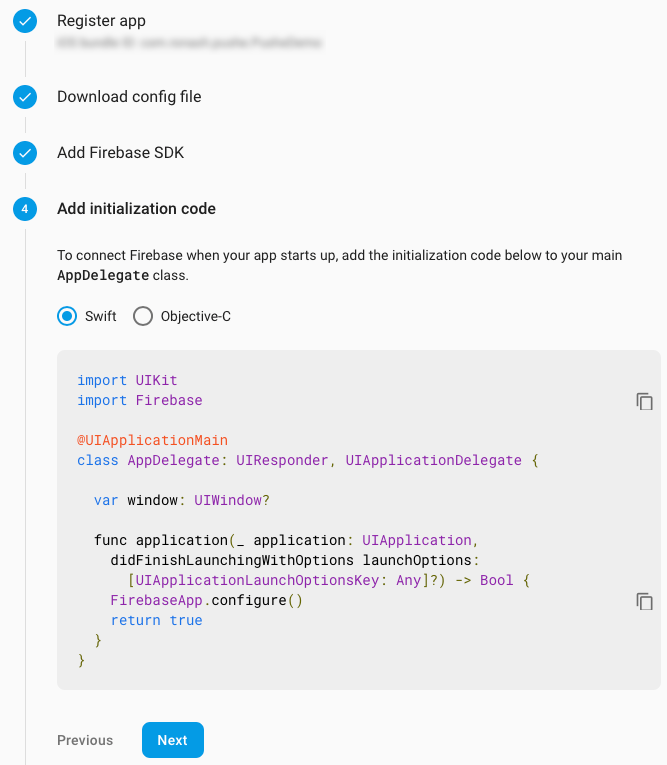 Register app
Download config file
Add Firebase SDK
4
Add initialization code
To connect Firebase when your app starts up, add the initialization code below to your main
AppDelegate class.
Swift Objective-C
import UIKit
import Firebase
@UIApplicationMain
class AppDelegate: UIResponder, UIApplicationDelegate {
var window: UIWindow?
func application(_ application: UIApplication,
didFinishLaunchingWithOptions launchOptions:
[UIApplicationLaunchOptionsKey: Any]?) -> Bool {
FirebaseApp.configure()
return true
}
}
Previous Next